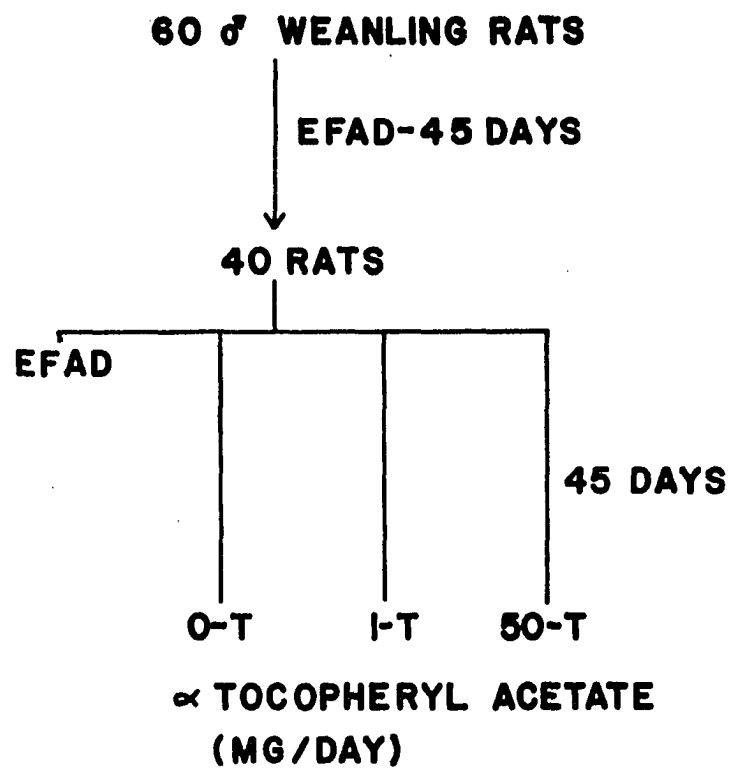 60 ♂ WEANLING RATS
EFAD-45 DAYS
40 RATS
EFAD
45 DAYS
0-T 1-T 50-T
∝ TOCOPHERYL ACETATE
(MG/DAY)